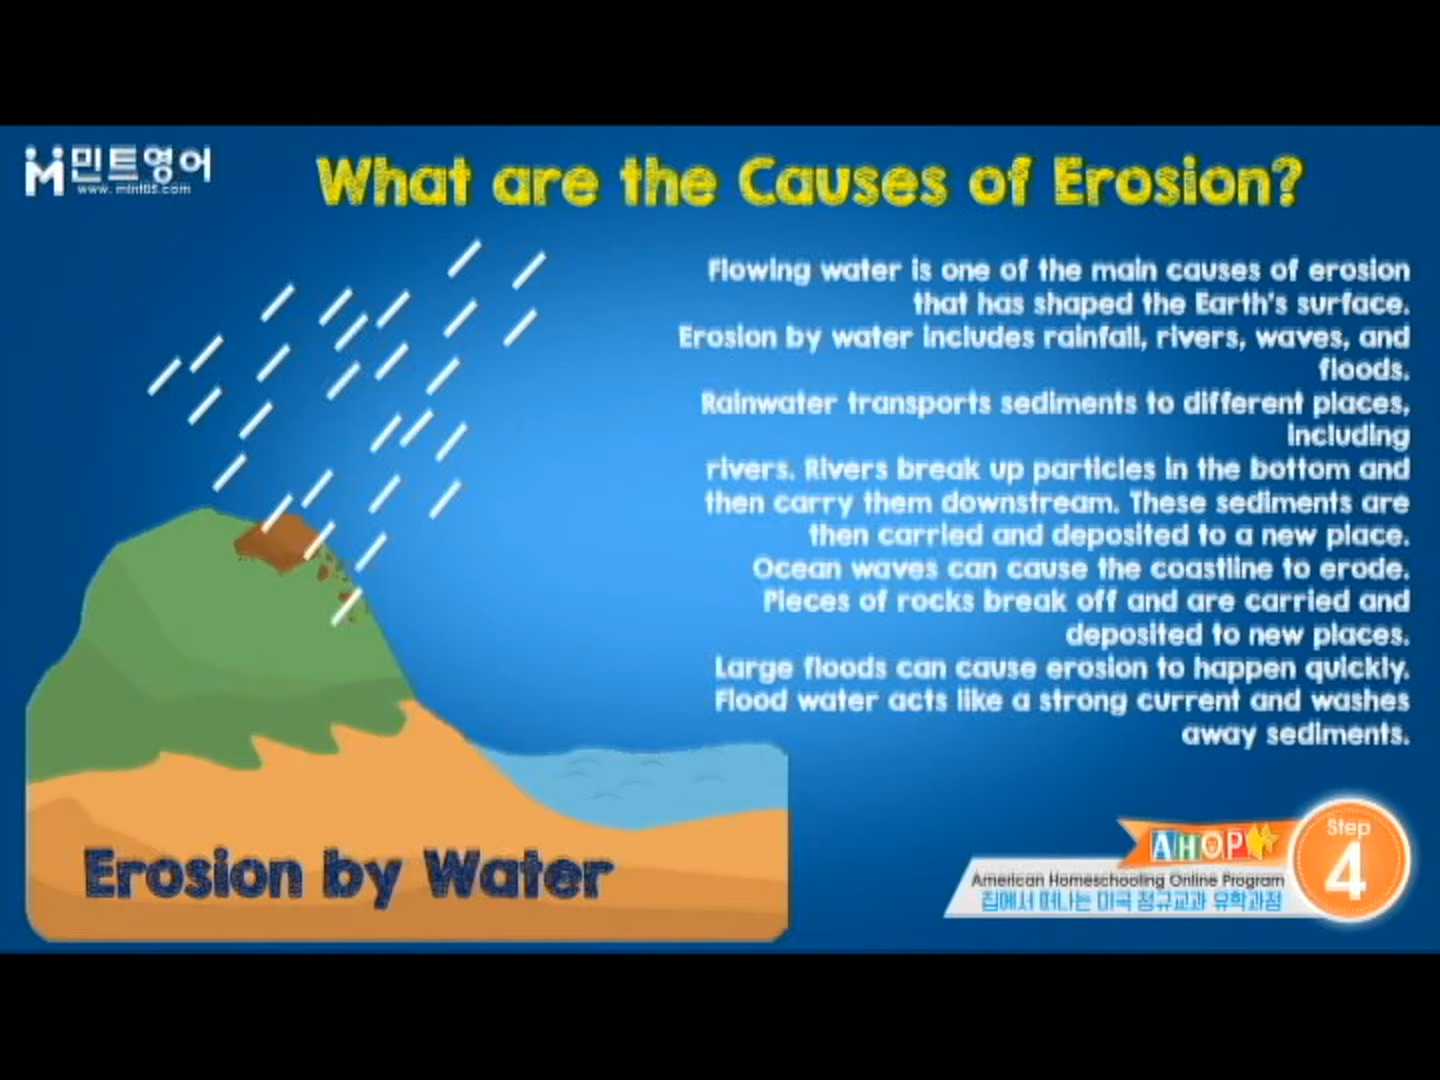 민트영어
www. mint05.com
What are the Causes of Erosion?
Flowing water is one of the main causes of erosion
that has shaped the Earth's surface.
Erosion by water includes rainfall, rivers, waves, and
floods.
Rainwater transports sediments to different places,
including
rivers. Rivers break up particles in the bottom and
then carry them downstream. These sediments are
then carried and deposited to a new place.
Ocean waves can cause the coastline to erode.
Pieces of rocks break off and are carried and
deposited to new places.
Large floods can cause erosion to happen quickly.
Flood water acts like a strong current and washes
away sediments.
Erosion by Water
AHOP
Step
4
American Homeschooling Online Program
집에서 떠나는 미국 정규교과 유학과정